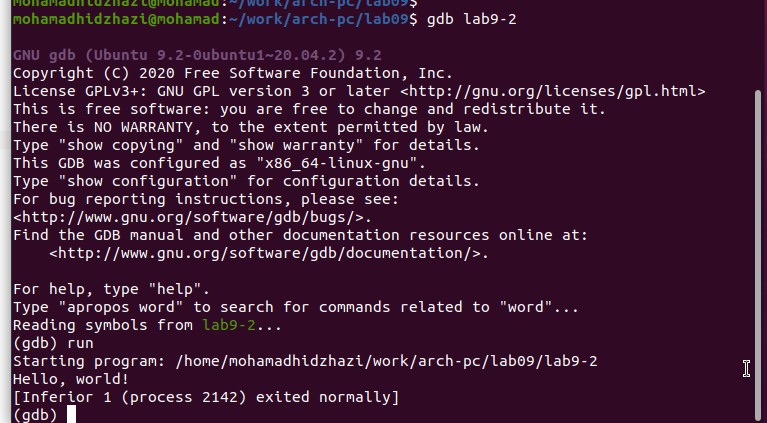 mohamadhidzhazi@mohamad:~/work/arch-pc/lab09$
mohamadhidzhazi@mohamad:~/work/arch-pc/lab09$ gdb lab9-2
GNU gdb (Ubuntu 9.2-0ubuntu1~20.04.2) 9.2
Copyright (C) 2020 Free Software Foundation, Inc.
License GPLv3+: GNU GPL version 3 or later <http://gnu.org/licenses/gpl.html>
This is free software: you are free to change and redistribute it.
There is NO WARRANTY, to the extent permitted by law.
Type "show copying" and "show warranty" for details.
This GDB was configured as "x86_64-linux-gnu".
Type "show configuration" for configuration details.
For bug reporting instructions, please see:
<http://www.gnu.org/software/gdb/bugs/>.
Find the GDB manual and other documentation resources online at:
    <http://www.gnu.org/software/gdb/documentation/>.
For help, type "help".
Type "apropos word" to search for commands related to "word"...
Reading symbols from lab9-2...
(gdb) run
Starting program: /home/mohamadhidzhazi/work/arch-pc/lab09/lab9-2
Hello, world!
[Inferior 1 (process 2142) exited normally]
(gdb)